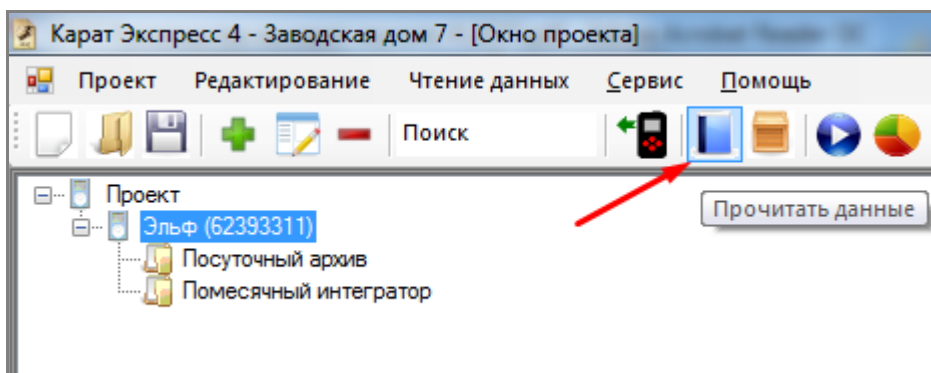 Карат Экспресс 4 - Заводская дом 7 - [Окно проекта]
Проект Редактирование Чтение данных Сервис Помощь
Поиск
Прочитать данные
Проект
Эльф (62393311)
Посуточный архив
Помесячный интегратор